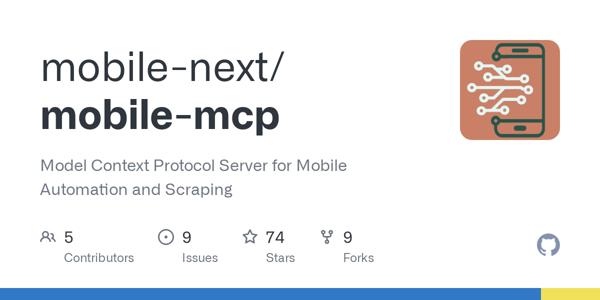 mobile-next/
mobile-mcp
Model Context Protocol Server for Mobile
Automation and Scraping
5
Contributors
9
Issues
74
Stars
9
Forks